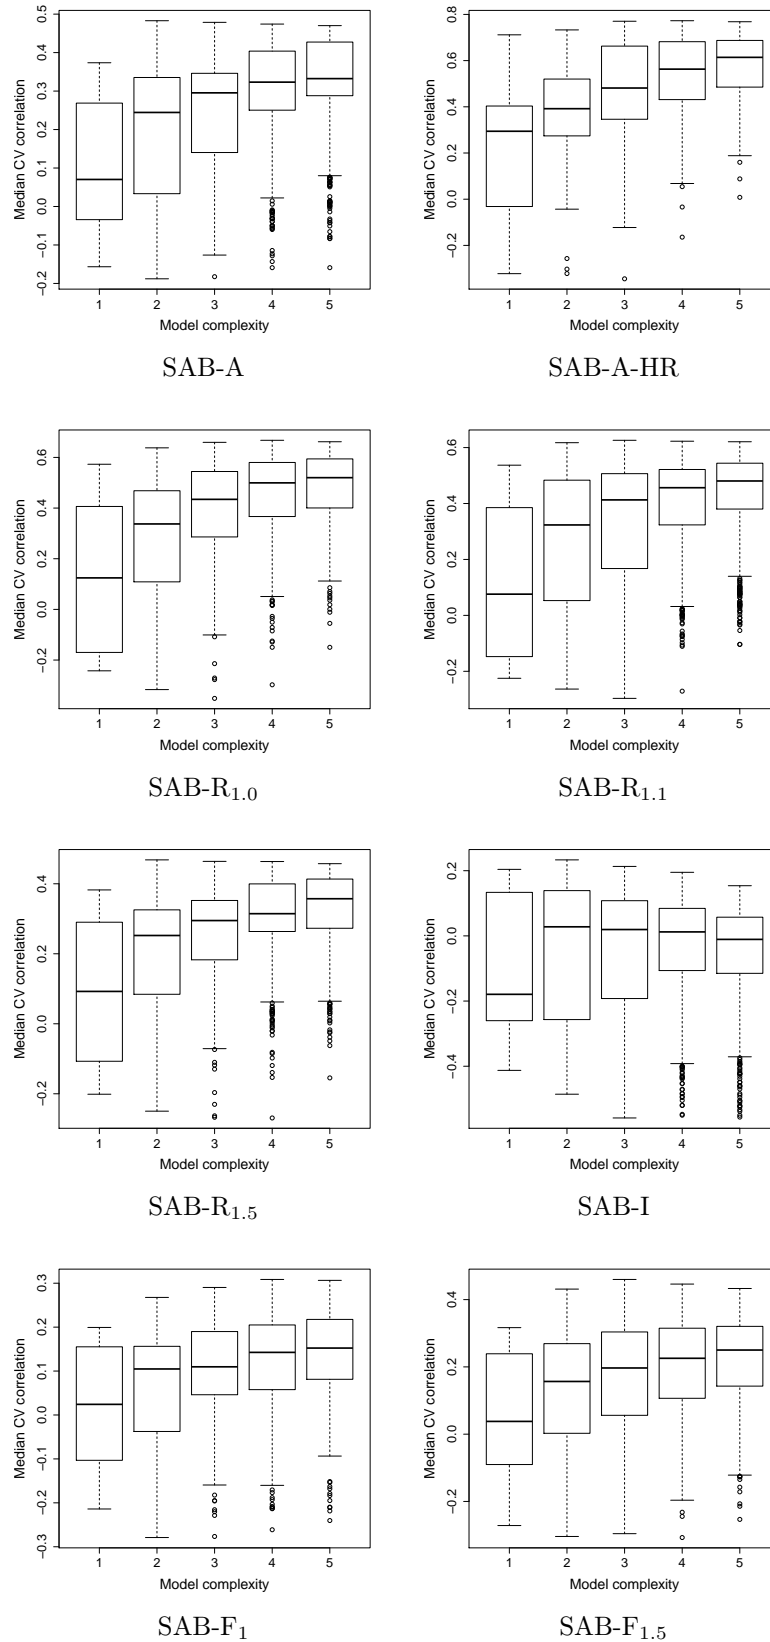 0.5
0.4
0.3
0.2
0.1
0.0
−0.1
−0.2
Median CV correlation
1 2 3 4 5
Model complexity
SAB-A
0.8
0.6
0.4
0.2
0.0
−0.2
Median CV correlation
1 2 3 4 5
Model complexity
SAB-A-HR
0.6
0.4
0.2
0.0
−0.2
Median CV correlation
1 2 3 4 5
Model complexity
SAB-R1.0
0.6
0.4
0.2
0.0
−0.2
Median CV correlation
1 2 3 4 5
Model complexity
SAB-R1.1
0.4
0.2
0.0
−0.2
Median CV correlation
1 2 3 4 5
Model complexity
SAB-R1.5
0.2
0.0
−0.2
−0.4
Median CV correlation
1 2 3 4 5
Model complexity
SAB-I
0.3
0.2
0.1
0.0
−0.1
−0.2
−0.3
Median CV correlation
1 2 3 4 5
Model complexity
SAB-F1
0.4
0.2
0.0
−0.2
Median CV correlation
1 2 3 4 5
Model complexity
SAB-F1.5